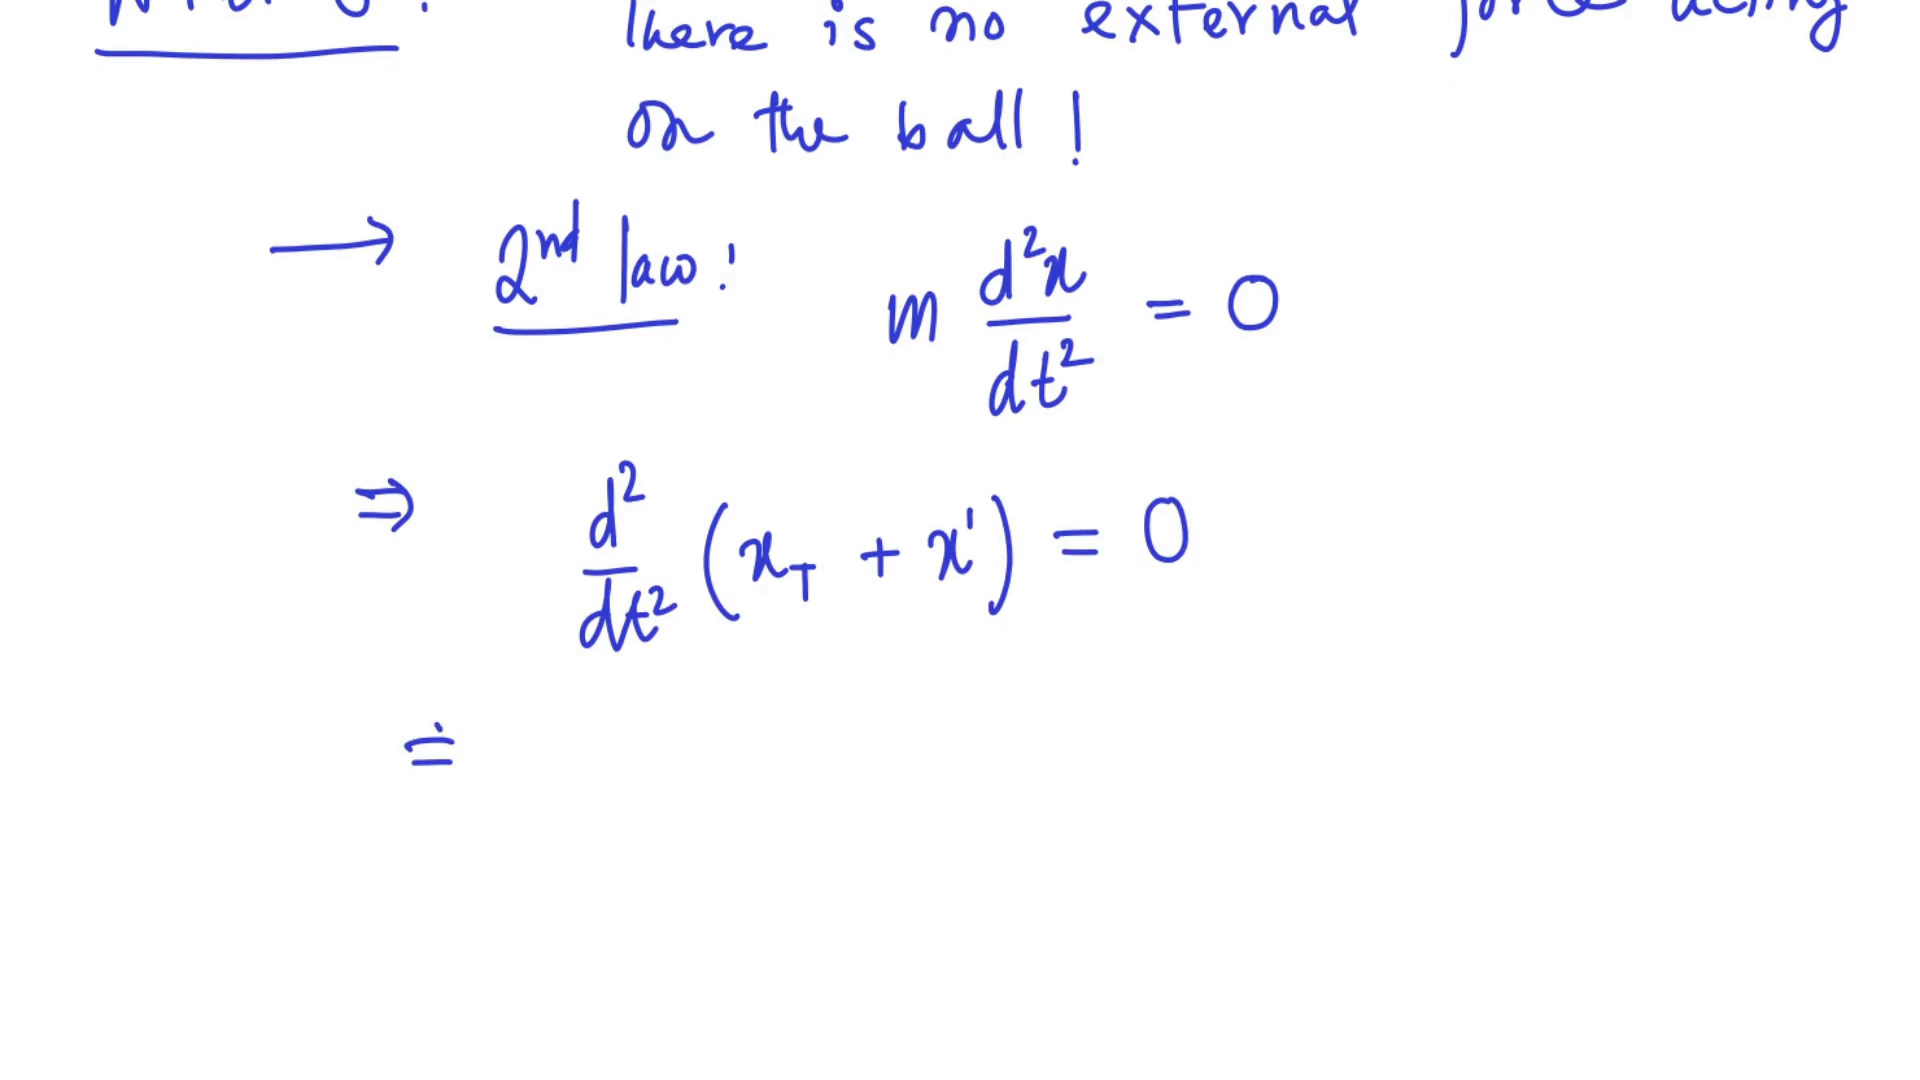 There is no external force acting
on the ball !
→ 2nd law : m d²x/dt² = 0
⇒ d²/dt² (x_T + x') = 0
=